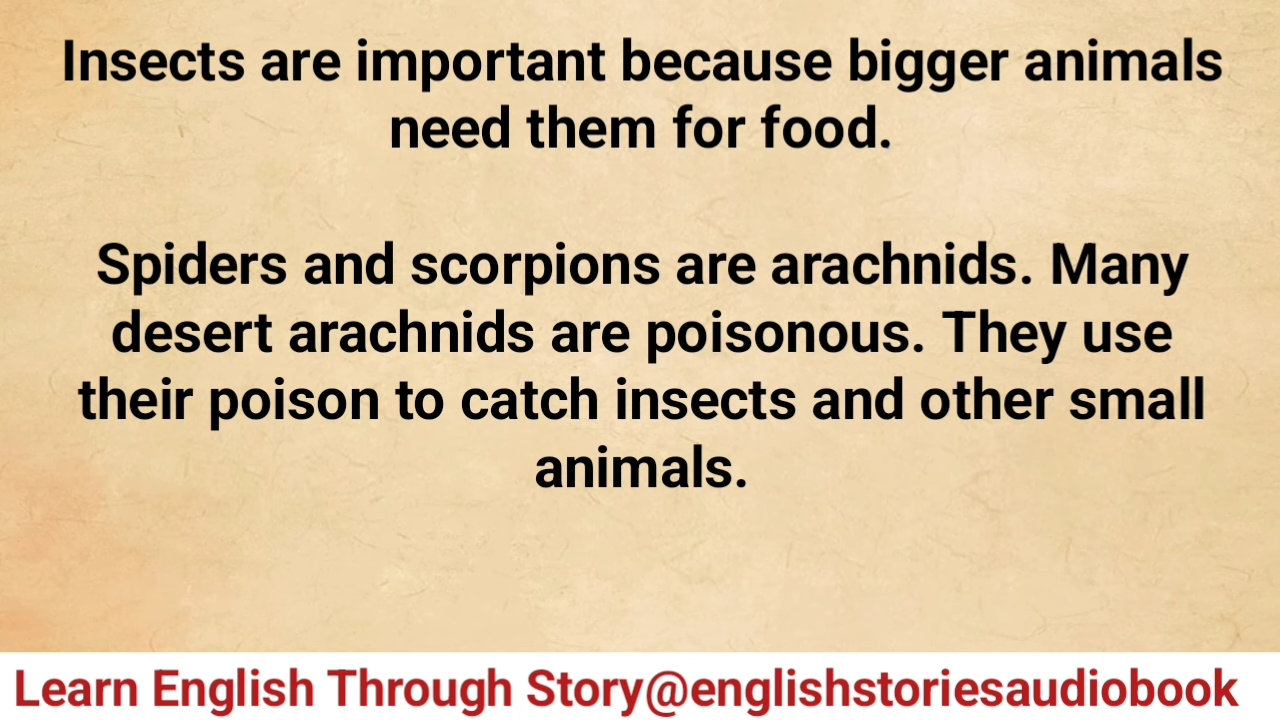 Insects are important because bigger animals
need them for food.
Spiders and scorpions are arachnids. Many
desert arachnids are poisonous. They use
their poison to catch insects and other small
animals.
Learn English Through Story@englishstoriesaudiobook